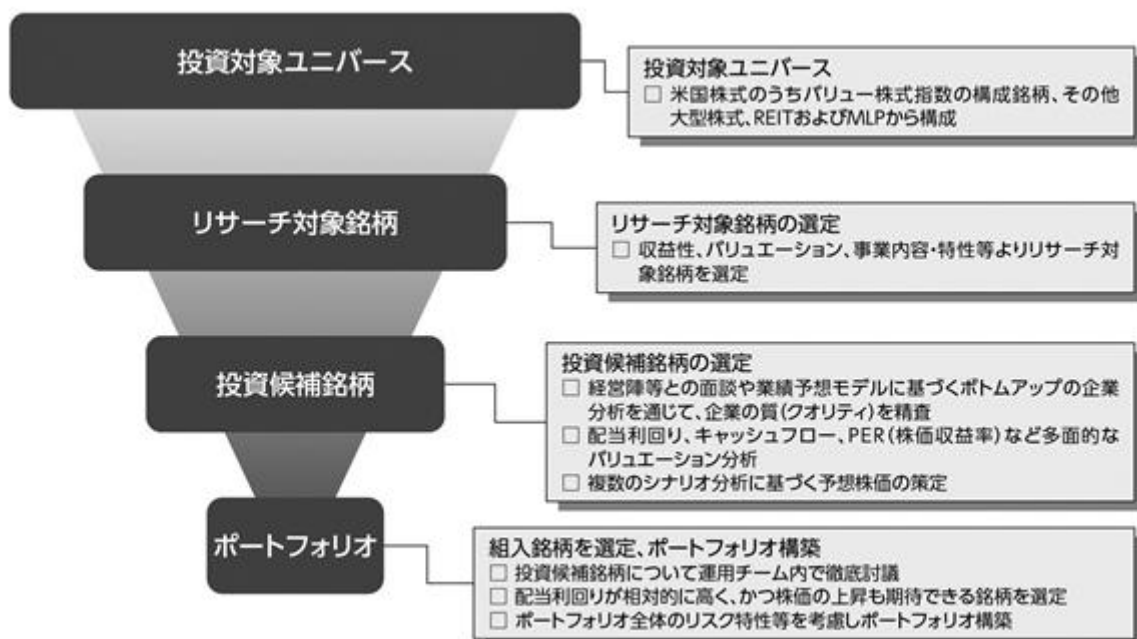 投資対象ユニバース
投資対象ユニバース
□ 米国株式のうちバリュー株式指数の構成銘柄、その他
大型株式、REITおよびMLPから構成
リサーチ対象銘柄
リサーチ対象銘柄の選定
□ 収益性、バリュエーション、事業内容・特性等よりリサーチ対
象銘柄を選定
投資候補銘柄
投資候補銘柄の選定
□ 経営陣等との面談や業績予想モデルに基づくボトムアップの企業
分析を通じて、企業の質(クオリティ)を精査
□ 配当利回り、キャッシュフロー、PER(株価収益率)など多面的な
バリュエーション分析
□ 複数のシナリオ分析に基づく予想株価の策定
ポートフォリオ
組入銘柄を選定、ポートフォリオ構築
□ 投資候補銘柄について運用チーム内で徹底討議
□ 配当利回りが相対的に高く、かつ株価の上昇も期待できる銘柄を選定
□ ポートフォリオ全体のリスク特性等を考慮しポートフォリオ構築